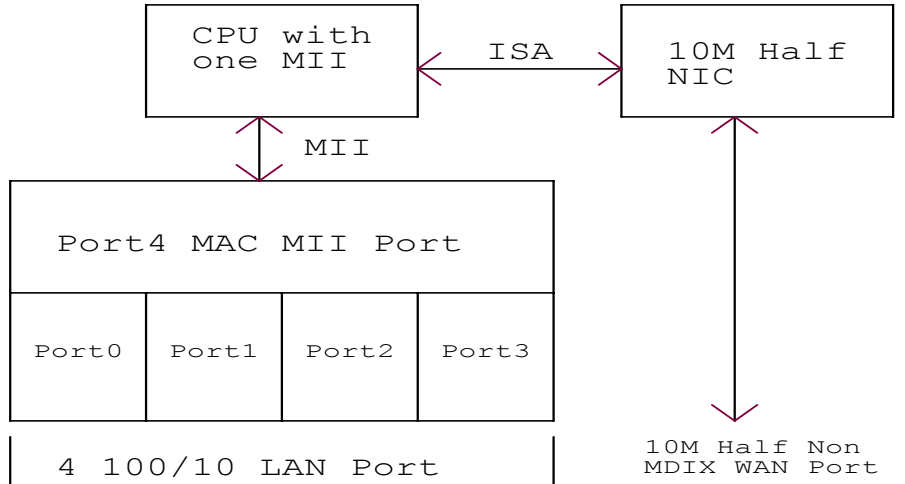 CPU with
one MII
ISA
10M Half
NIC
MII
Port4 MAC MII Port
Port0 Port1 Port2 Port3
4 100/10 LAN Port
10M Half Non
MDIX WAN Port